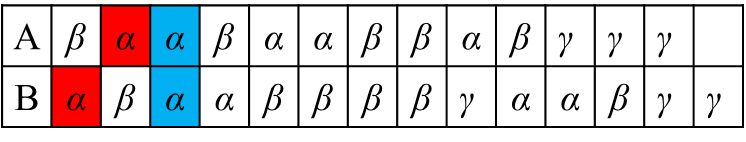 A β α α β α α β β α β γ γ γ
B α β α α β β β β γ α α β γ γ